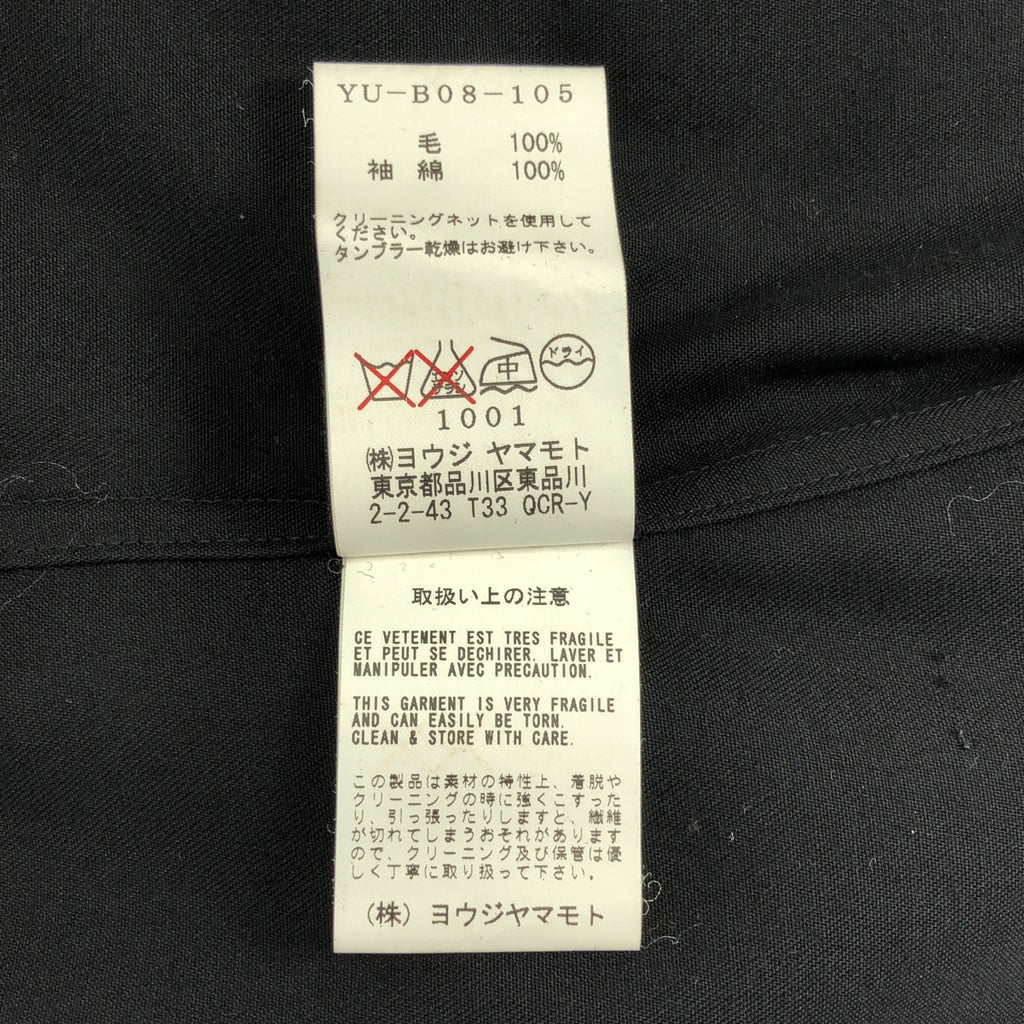 YU-B08-105
毛 100%
袖 綿 100%
クリーニングネットを使用して
ください。
タンブラー乾燥はお避け下さい。
エンソ
サラシ
中
ドライ
1001
㈱ヨウジ ヤマモト
東京都品川区東品川
2-2-43 T33 QCR-Y
取扱い上の注意
CE VETEMENT EST TRES FRAGILE
ET PEUT SE DECHIRER. LAVER ET
MANIPULER AVEC PRECAUTION.
THIS GARMENT IS VERY FRAGILE
AND CAN EASILY BE TORN.
CLEAN & STORE WITH CARE.
この製品は素材の特性上、着脱や
クリーニングの時に強くこすった
り、引っ張ったりしますと、繊維
が切れてしまうおそれがあります
ので、クリーニング及び保管は優
しく丁寧に取り扱って下さい。
(株) ヨウジヤマモト